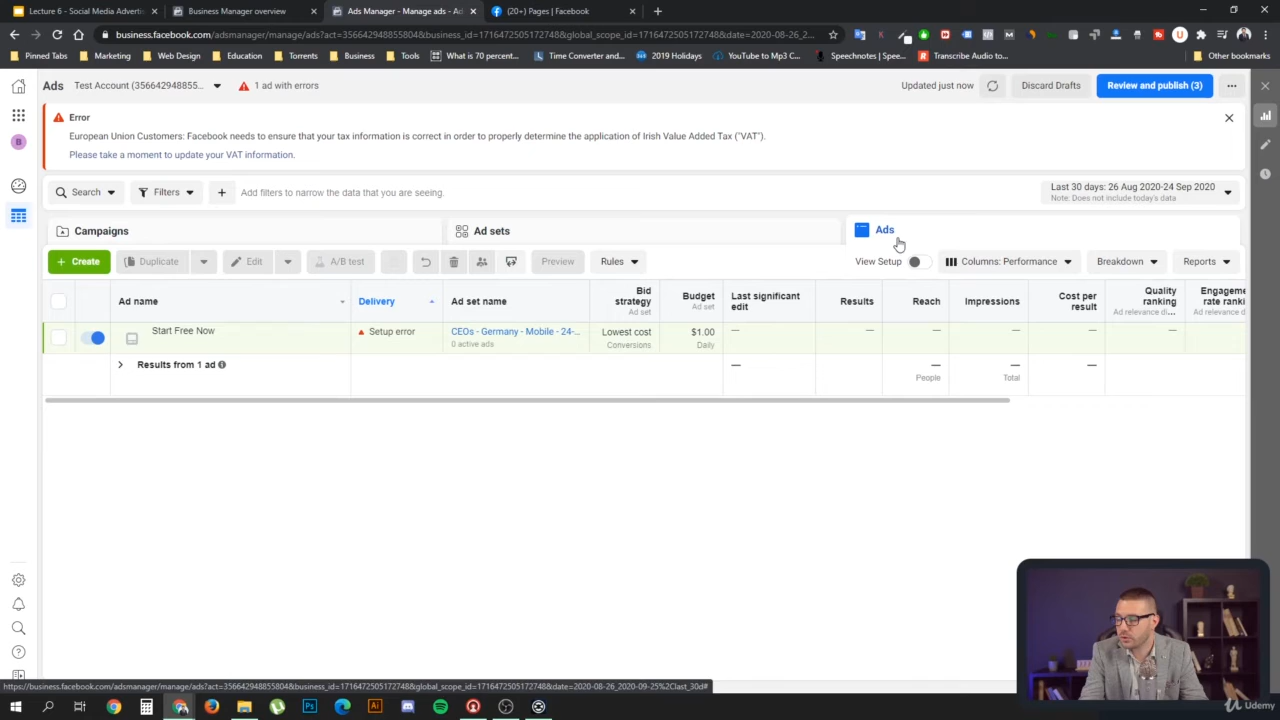 Lecture 6 - Social Media Adverti
Business Manager overview
Ads Manager - Manage ads - Ad
(20+) Pages | Facebook
business.facebook.com/adsmanager/manage/ads?act=356642948855804&business_id=1716472505172748&global_scope_id=1716472505172748&date=2020-08-26_2...
Pinned Tabs
Marketing
Web Design
Education
Torrents
Business
Tools
What is 70 percent...
Time Converter and...
2019 Holidays
YouTube to Mp3 C...
Speechnotes | Spee...
Transcribe Audio to...
Other bookmarks
Ads
Test Account (356642948855...
1 ad with errors
Updated just now
Discard Drafts
Review and publish (3)
Error
European Union Customers: Facebook needs to ensure that your tax information is correct in order to properly determine the application of Irish Value Added Tax ("VAT").
Please take a moment to update your VAT information.
B
Search
Filters
Add filters to narrow the data that you are seeing.
Last 30 days: 26 Aug 2020-24 Sep 2020
Note: Does not include today's data
Campaigns
Ad sets
Ads
+ Create
Duplicate
Edit
A/B test
Preview
Rules
View Setup
Columns: Performance
Breakdown
Reports
Ad name
Delivery
Ad set name
Bid strategy
Ad set
Budget
Ad set
Last significant edit
Results
Reach
Impressions
Cost per result
Quality ranking
Ad relevance di...
Engageme
rate ranki
Ad relevance d
Start Free Now
Setup error
CEOs - Germany - Mobile - 24-...
0 active ads
Lowest cost
Conversions
$1.00
Daily
—
—
—
—
—
—
Results from 1 ad
—
—
People
—
Total
—
https://business.facebook.com/adsmanager/manage/ads?act=356642948855804&business_id=1716472505172748&global_scope_id=1716472505172748&date=2020-08-26_2020-09-25%2Clast_30d#
Udemy